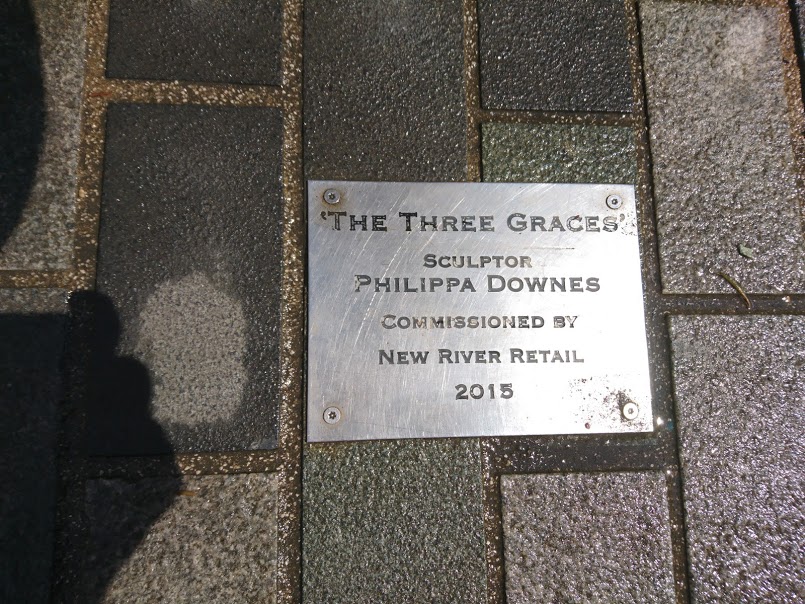 'The Three Graces'
Sculptor
Philippa Downes
Commissioned by
New River Retail
2015